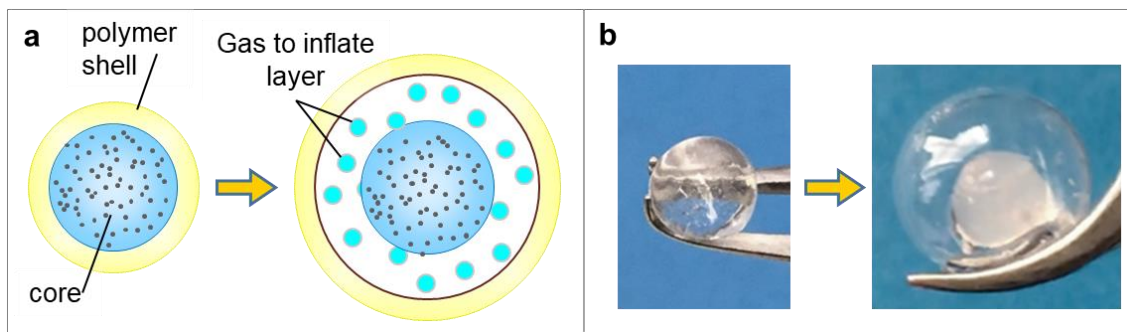 a
polymer
shell
Gas to inflate
layer
core
b